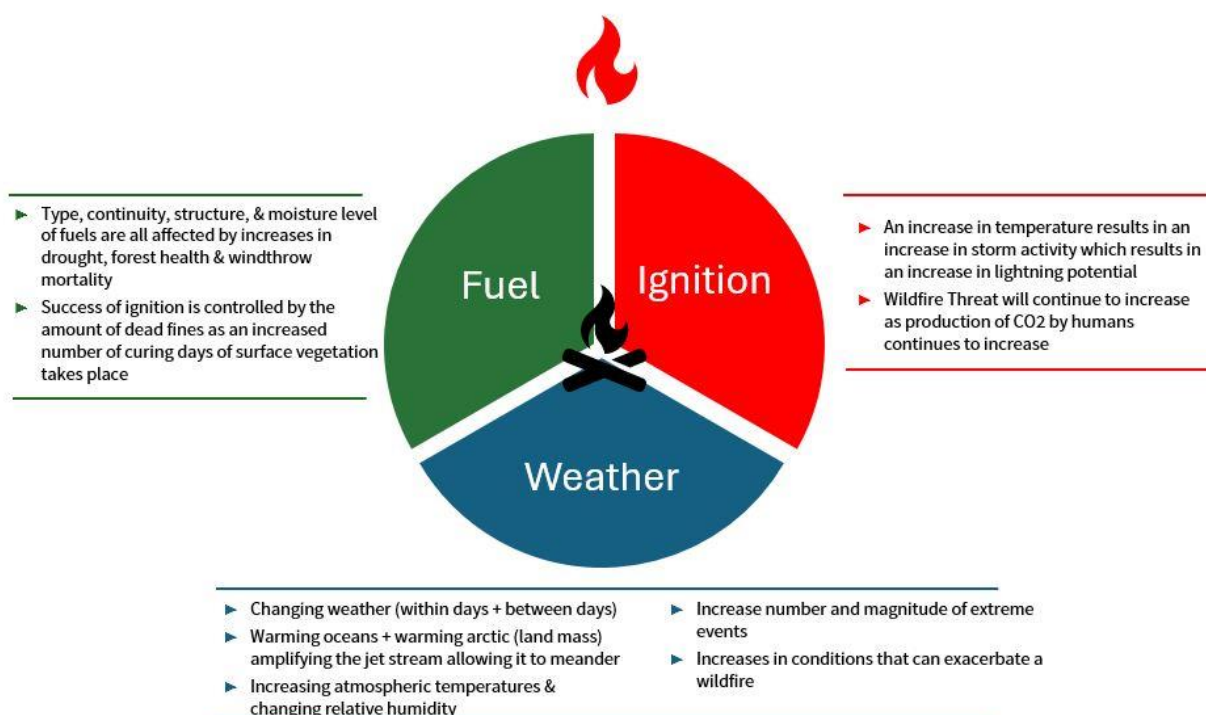 Fuel
Ignition
Weather
► Type, continuity, structure, & moisture level
of fuels are all affected by increases in
drought, forest health & windthrow
mortality
► Success of ignition is controlled by the
amount of dead fines as an increased
number of curing days of surface vegetation
takes place
► An increase in temperature results in an
increase in storm activity which results in
an increase in lightning potential
► Wildfire Threat will continue to increase
as production of CO2 by humans
continues to increase
► Changing weather (within days + between days)
► Warming oceans + warming arctic (land mass)
amplifying the jet stream allowing it to meander
► Increasing atmospheric temperatures &
changing relative humidity
► Increase number and magnitude of extreme
events
► Increases in conditions that can exacerbate a
wildfire